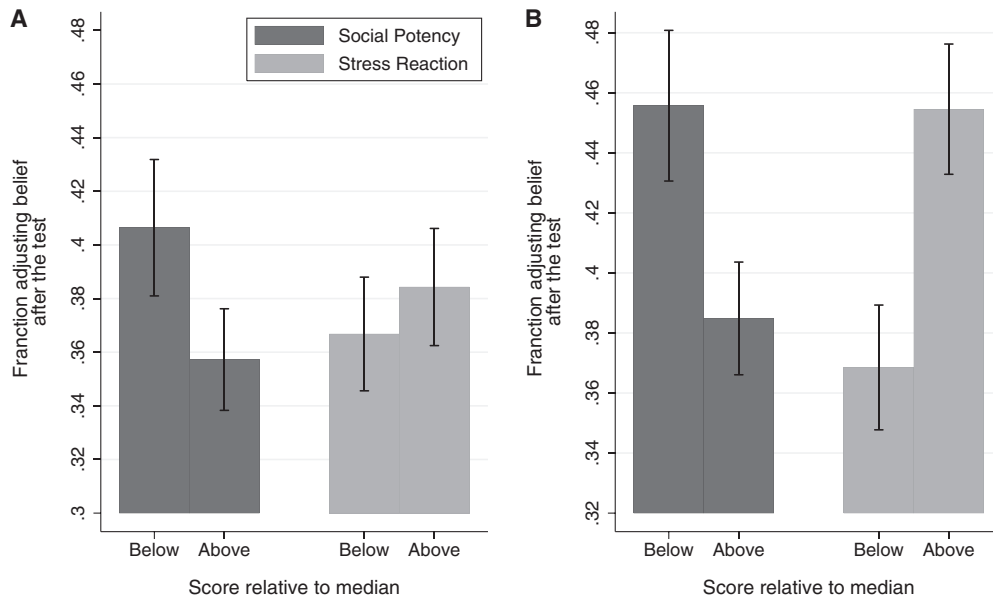 A
Social Potency
Stress Reaction
Franction adjusting belief
after the test
.48
.46
.44
.42
.4
.38
.36
.34
.32
.3
Below Above Below Above
Score relative to median
B
Franction adjusting belief
after the test
.48
.46
.44
.42
.4
.38
.36
.34
.32
Below Above Below Above
Score relative to median